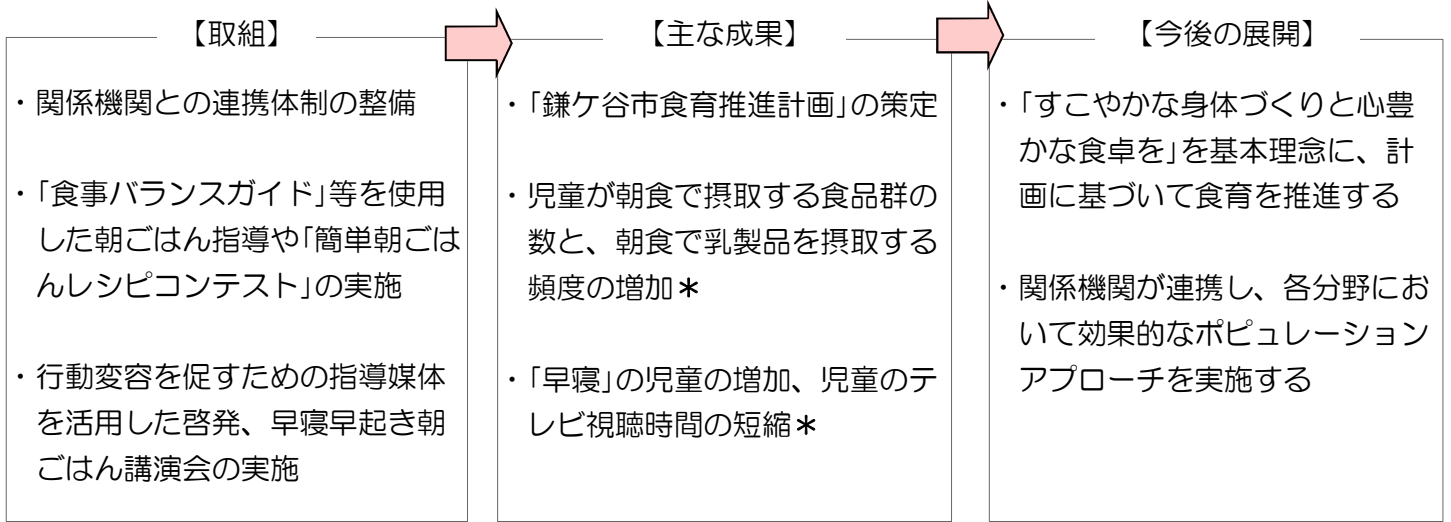 【取組】
・関係機関との連携体制の整備
・「食事バランスガイド」等を使用
した朝ごはん指導や「簡単朝ごは
んレシピコンテスト」の実施
・行動変容を促すための指導媒体
を活用した啓発、早寝早起き朝
ごはん講演会の実施
【主な成果】
・「鎌ケ谷市食育推進計画」の策定
・児童が朝食で摂取する食品群の
数と、朝食で乳製品を摂取する
頻度の増加＊
・「早寝」の児童の増加、児童のテ
レビ視聴時間の短縮＊
【今後の展開】
・「すこやかな身体づくりと心豊
かな食卓を」を基本理念に、計
画に基づいて食育を推進する
・関係機関が連携し、各分野にお
いて効果的なポピュレーション
アプローチを実施する